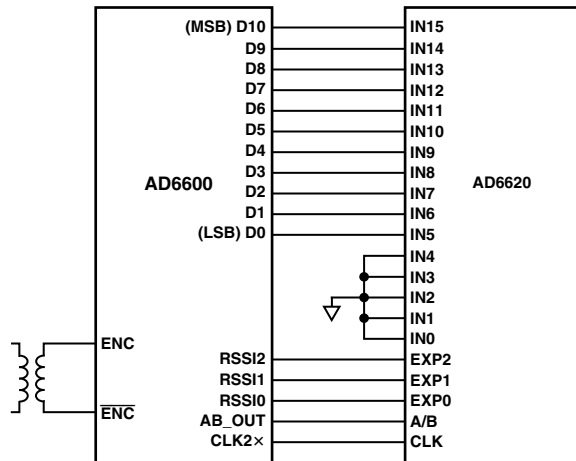 (MSB) D10 IN15
D9 IN14
D8 IN13
D7 IN12
D6 IN11
D5 IN10
D4 IN9
D3 IN8
AD6600 AD6620
D2 IN7
D1 IN6
(LSB) D0 IN5
IN4
IN3
IN2
IN1
IN0
ENC
RSSI2 EXP2
RSSI1 EXP1
RSSI0 EXP0
E̅N̅C̅
AB_OUT A/B
CLK2× CLK